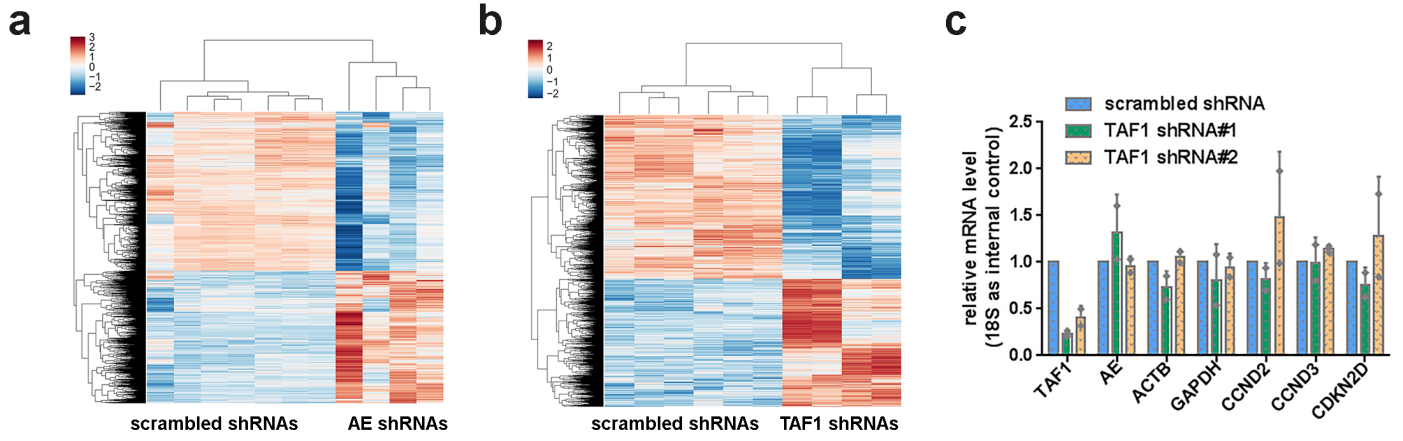 a
3
2
1
0
−1
−2
scrambled shRNAs
AE shRNAs
b
2
1
0
−1
−2
scrambled shRNAs
TAF1 shRNAs
c
scrambled shRNA
TAF1 shRNA#1
TAF1 shRNA#2
relative mRNA level
(18S as internal control)
2.5
2.0
1.5
1.0
0.5
0.0
TAF1
AE
ACTB
GAPDH
CCND2
CCND3
CDKN2D